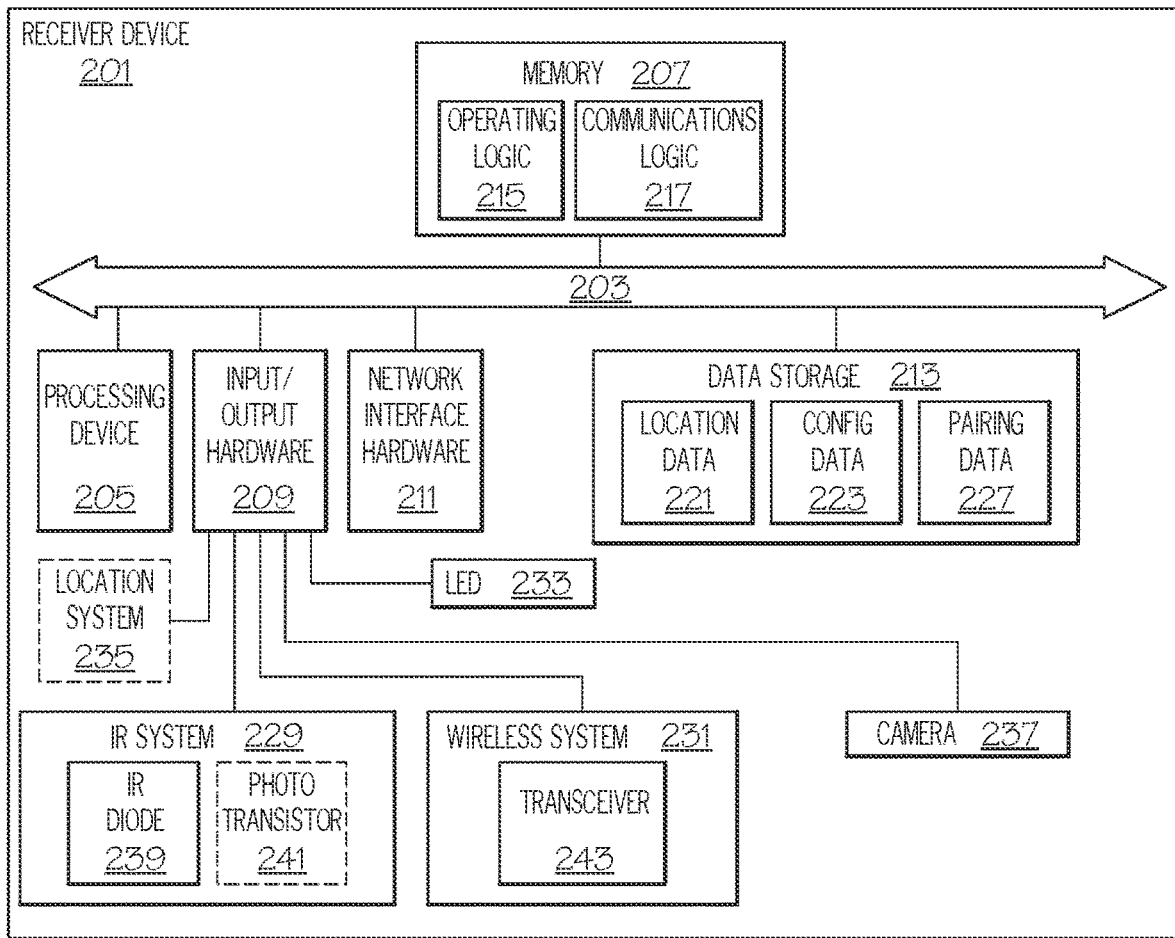 RECEIVER DEVICE
201
MEMORY 207
OPERATING
LOGIC
215
COMMUNICATIONS
LOGIC
217
203
PROCESSING
DEVICE
205
INPUT/
OUTPUT
HARDWARE
209
NETWORK
INTERFACE
HARDWARE
211
DATA STORAGE 213
LOCATION
DATA
221
CONFIG
DATA
223
PAIRING
DATA
227
LOCATION
SYSTEM
235
LED 233
IR SYSTEM 229
IR
DIODE
239
PHOTO
TRANSISTOR
241
WIRELESS SYSTEM 231
TRANSCEIVER
243
CAMERA 237